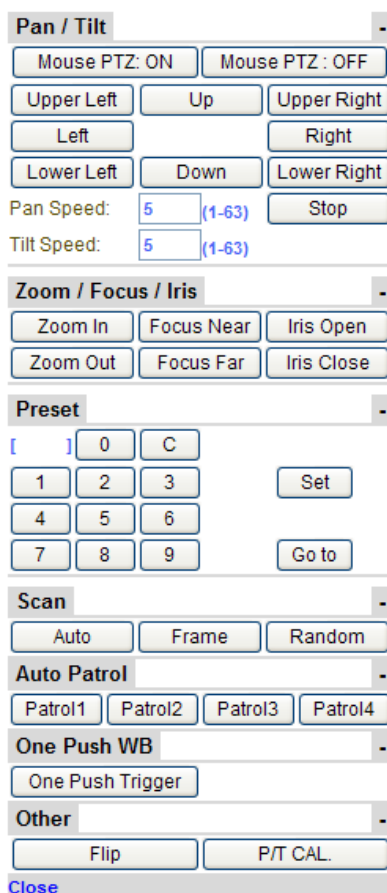 Pan / Tilt -
Mouse PTZ: ON Mouse PTZ : OFF
Upper Left Up Upper Right
Left Right
Lower Left Down Lower Right
Pan Speed: 5 (1-63) Stop
Tilt Speed: 5 (1-63)
Zoom / Focus / Iris -
Zoom In Focus Near Iris Open
Zoom Out Focus Far Iris Close
Preset -
[ ] 0 C
1 2 3 Set
4 5 6
7 8 9 Go to
Scan -
Auto Frame Random
Auto Patrol -
Patrol1 Patrol2 Patrol3 Patrol4
One Push WB -
One Push Trigger
Other -
Flip P/T CAL.
Close